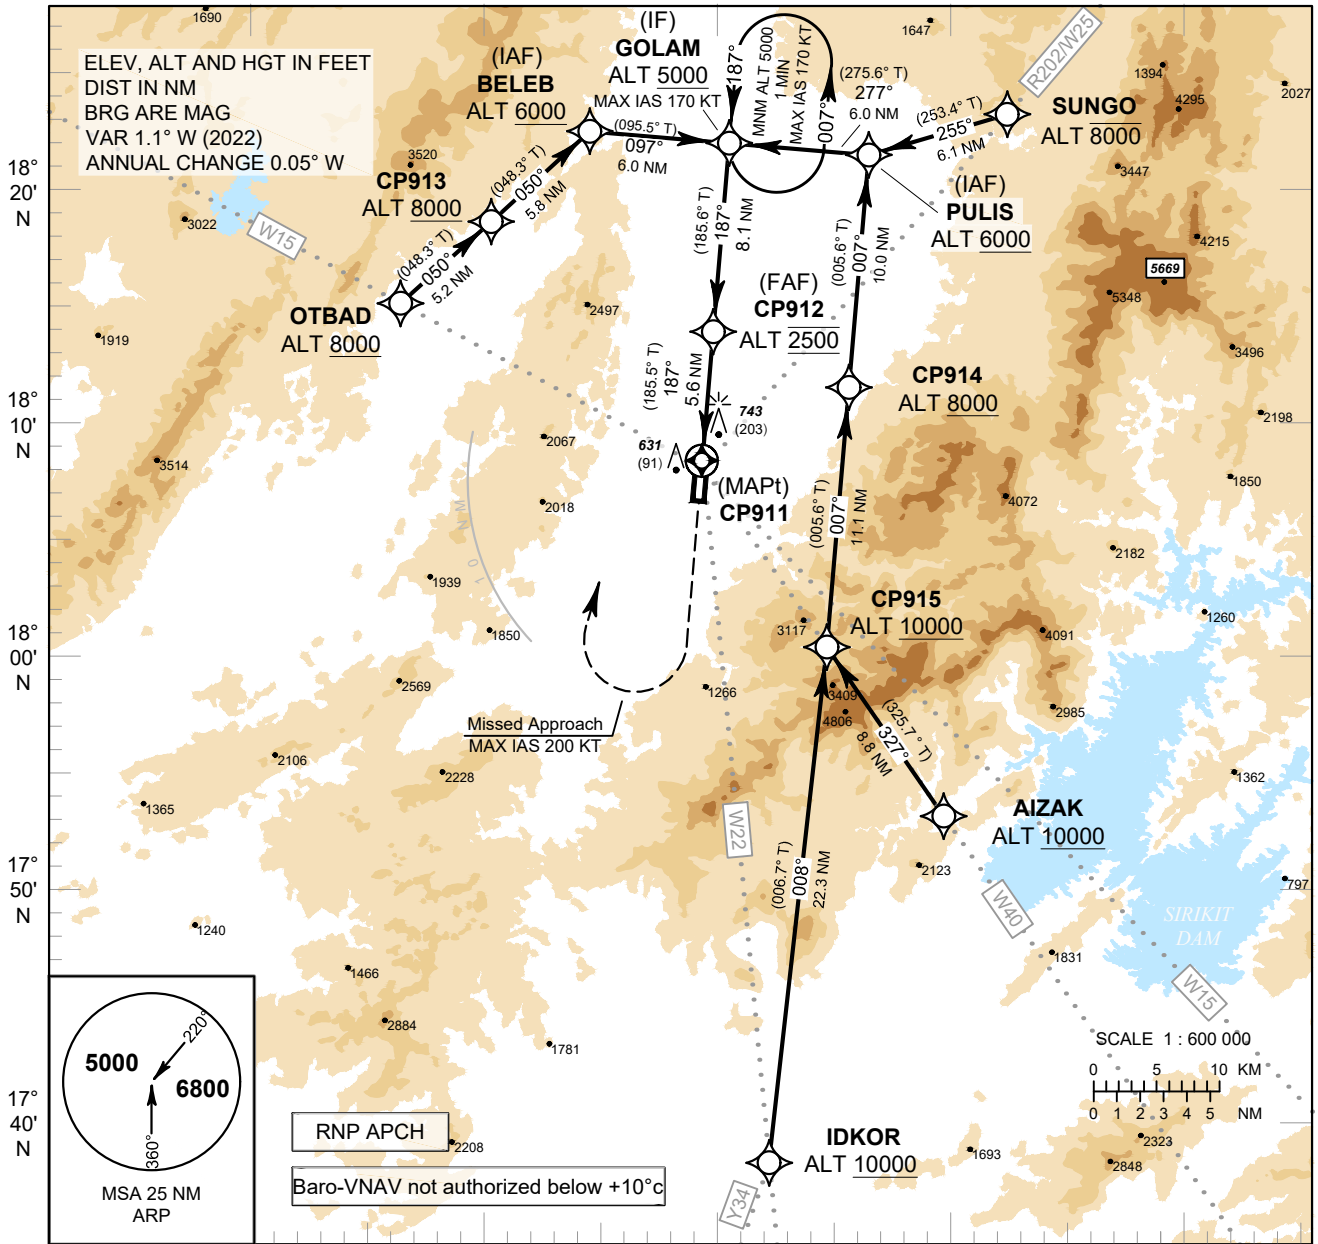 ELEV, ALT AND HGT IN FEET
DIST IN NM
BRG ARE MAG
VAR 1.1° W (2022)
ANNUAL CHANGE 0.05° W
1690
(IAF)
BELEB
ALT 6000
(IF)
GOLAM
ALT 5000
MAX IAS 170 KT
187°
MNM ALT 5000
1 MIN
MAX IAS 170 KT
007°
1647
R202/W25
(275.6° T)
277°
6.0 NM
(253.4° T)
255°
6.1 NM
SUNGO
ALT 8000
1394
4295
2027
3447
4215
5669
5348
3496
2198
1850
18°
20'
N
3520
3022
W15
CP913
ALT 8000
(048.3° T)
050°
5.8 NM
(048.3° T)
050°
5.2 NM
(095.5° T)
097°
6.0 NM
(IAF)
PULIS
ALT 6000
OTBAD
ALT 8000
1919
2497
(185.6° T)
187°
8.1 NM
(FAF)
CP912
ALT 2500
(005.6° T)
007°
10.0 NM
CP914
ALT 8000
18°
10'
N
3514
2067
2018
10 NM
(185.5° T)
187°
5.6 NM
743
(203)
631
(91)
(MAPt)
CP911
4072
2182
(005.6° T)
007°
11.1 NM
1939
1850
CP915
ALT 10000
3117
4091
1260
18°
00'
N
2569
1266
3409
4806
2985
(325.7° T)
327°
8.8 NM
Missed Approach
MAX IAS 200 KT
2106
2228
1365
1362
W22
AIZAK
ALT 10000
17°
50'
N
2123
797
(006.7° T)
008°
22.3 NM
W40
SIRIKIT
DAM
1240
1831
1466
W15
2884
1781
5000
220°
6800
360°
MSA 25 NM
ARP
17°
40'
N
SCALE 1 : 600 000
0 5 10 KM
0 1 2 3 4 5 NM
RNP APCH
2208
IDKOR
ALT 10000
1693
2323
2848
Baro-VNAV not authorized below +10°c
Y34